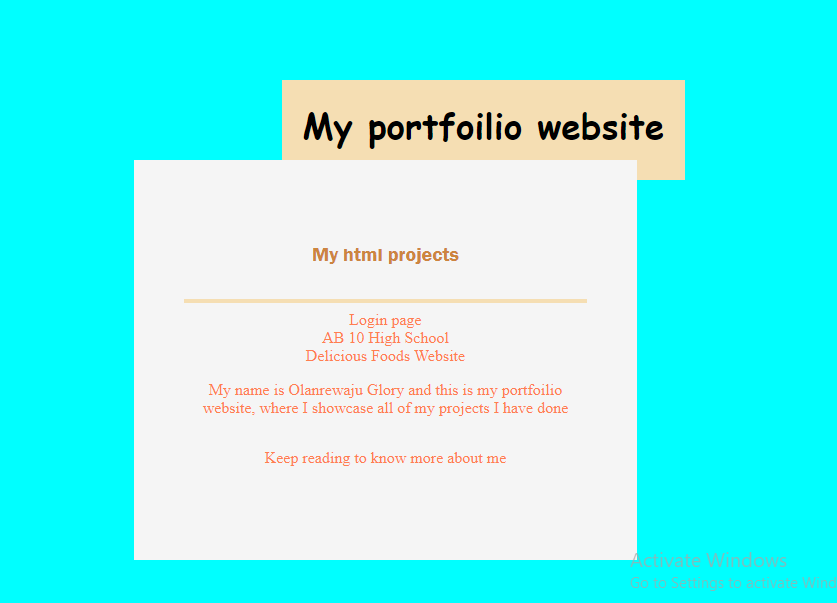 My portfoilio website
My html projects
Login page
AB 10 High School
Delicious Foods Website
My name is Olanrewaju Glory and this is my portfoilio
website, where I showcase all of my projects I have done
Keep reading to know more about me
Activate Windows
Go to Settings to activate Wind